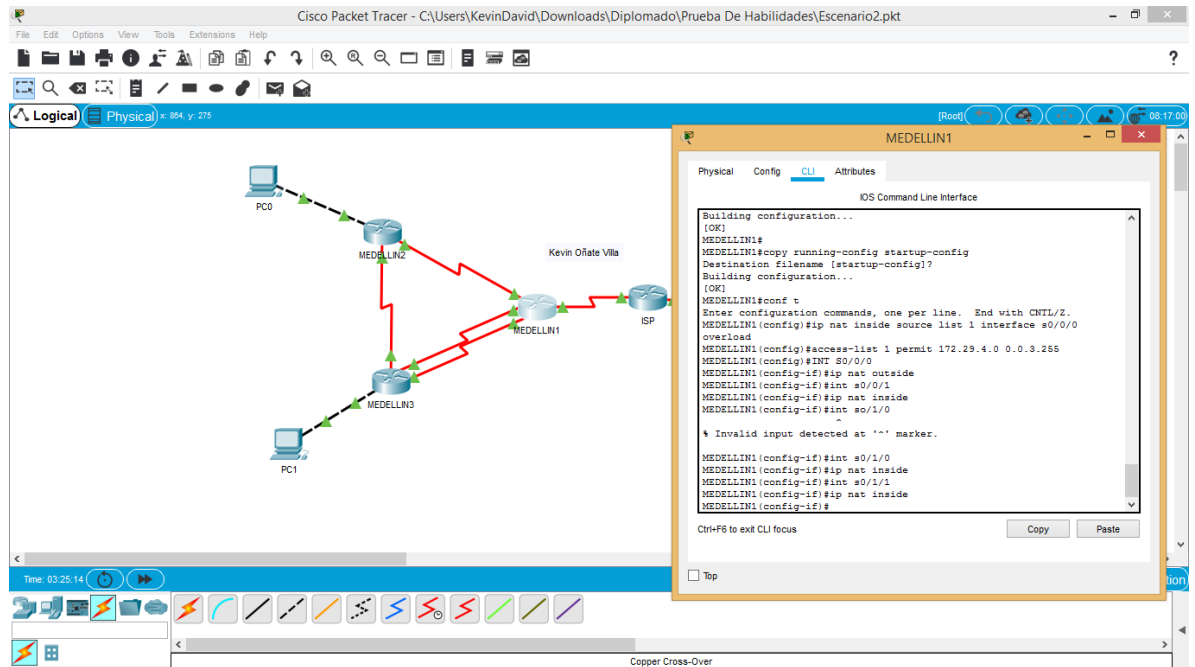 Cisco Packet Tracer - C:\Users\KevinDavid\Downloads\Diplomado\Prueba De Habilidades\Escenario2.pkt
File Edit Options View Tools Extensions Help
?
Logical Physical x: 864, y: 275 [Root] 08:17:00
PC0
MEDELLIN2
Kevin Oñate Villa
MEDELLIN1
ISP
MEDELLIN3
PC1
MEDELLIN1
Physical Config CLI Attributes
IOS Command Line Interface
Building configuration...
[OK]
MEDELLIN1#
MEDELLIN1#copy running-config startup-config
Destination filename [startup-config]?
Building configuration...
[OK]
MEDELLIN1#conf t
Enter configuration commands, one per line. End with CNTL/Z.
MEDELLIN1(config)#ip nat inside source list 1 interface s0/0/0
overload
MEDELLIN1(config)#access-list 1 permit 172.29.4.0 0.0.3.255
MEDELLIN1(config)#INT S0/0/0
MEDELLIN1(config-if)#ip nat outside
MEDELLIN1(config-if)#int s0/0/1
MEDELLIN1(config-if)#ip nat inside
MEDELLIN1(config-if)#int so/1/0
^
% Invalid input detected at '^' marker.
MEDELLIN1(config-if)#int s0/1/0
MEDELLIN1(config-if)#ip nat inside
MEDELLIN1(config-if)#int s0/1/1
MEDELLIN1(config-if)#ip nat inside
MEDELLIN1(config-if)#
Ctrl+F6 to exit CLI focus Copy Paste
Top
Time: 03:25:14 tion
Copper Cross-Over